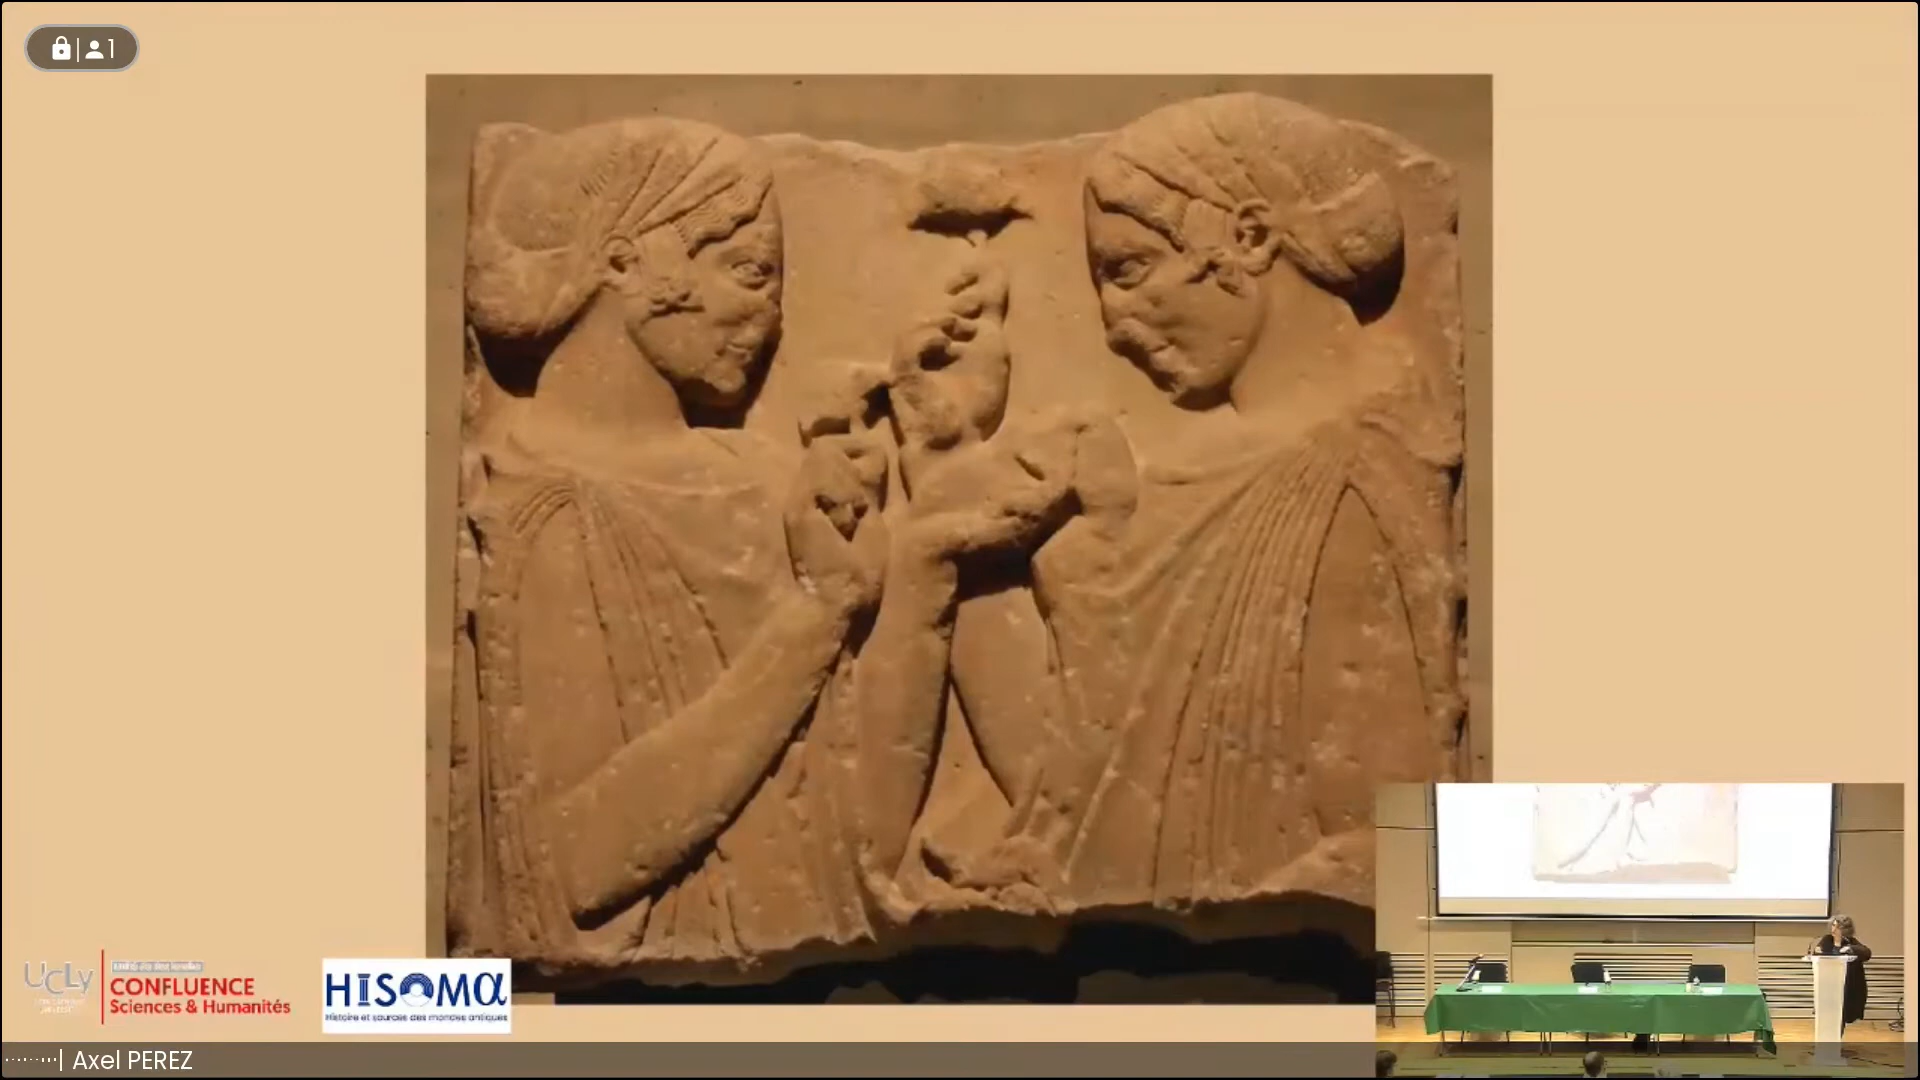 1
UCLy
CONFLUENCE
Sciences & Humanités
HISOMα
Histoire et sources des mondes antiques
Axel PEREZ